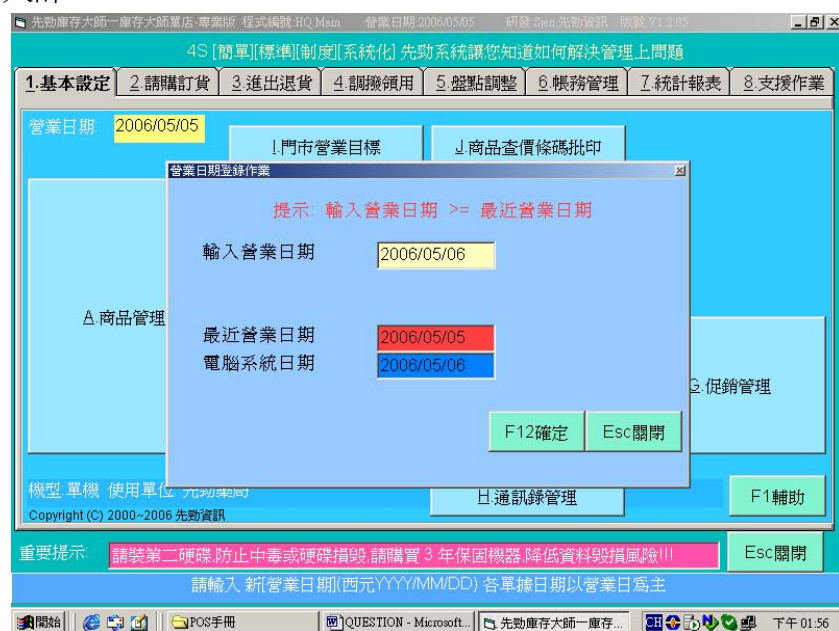 先勁庫存大師一庫存大師單店-專業版 程式編號:HQ Main 營業日期:2006/05/05 研發:Sjen 先勁資訊 版號 V1.2.85
4S [簡單][標準][制度][系統化] 先勁系統讓您知道如何解決管理上問題
1.基本設定 2.請購訂貨 3.進出退貨 4.調撥領用 5.盤點調整 6.帳務管理 7.統計報表 8.支援作業
營業日期: 2006/05/05
I.門市營業目標 J.商品查價條碼批印
營業日期登錄作業
提示: 輸入營業日期 >= 最近營業日期
輸入營業日期 2006/05/06
A.商品管理
最近營業日期 2006/05/05
電腦系統日期 2006/05/06
G.促銷管理
F12確定 Esc關閉
機型:單機 使用單位: 先勁藥局
H.通訊錄管理 F1輔助
Copyright (C) 2000~2006 先勁資訊
重要提示: 請裝第二硬碟,防止中毒或硬碟損毀,請購買 3 年保固機器,降低資料毀損風險!!! Esc關閉
請輸入 新[營業日期](西元YYYY/MM/DD) 各單據日期以營業日爲主
開始 POS手冊 QUESTION - Microsoft... 先勁庫存大師一庫存... CH 下午 01:56